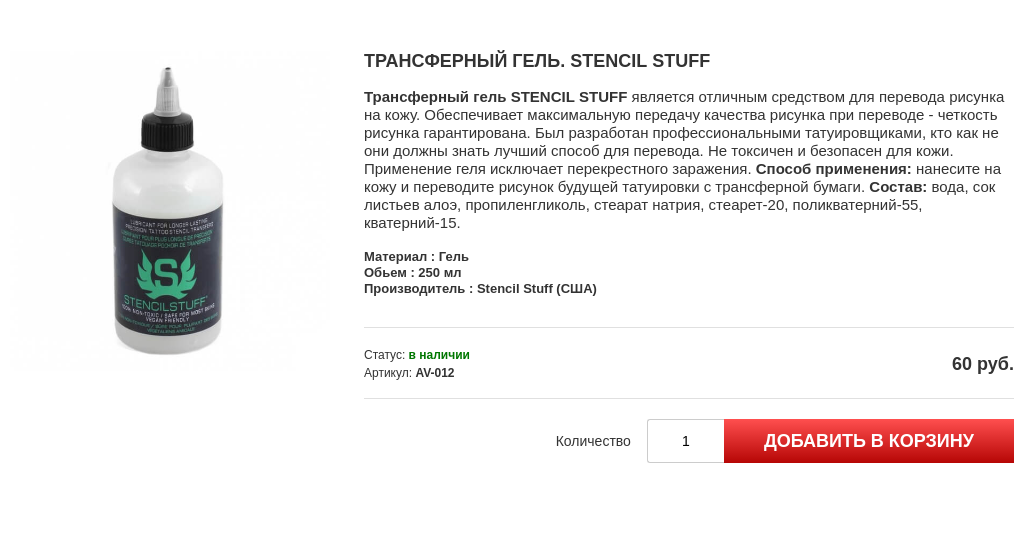 ТРАНСФЕРНЫЙ ГЕЛЬ. STENCIL STUFF
Трансферный гель STENCIL STUFF является отличным средством для перевода рисунка
на кожу. Обеспечивает максимальную передачу качества рисунка при переводе - четкость
рисунка гарантирована. Был разработан профессиональными татуировщиками, кто как не
они должны знать лучший способ для перевода. Не токсичен и безопасен для кожи.
Применение геля исключает перекрестного заражения. Способ применения: нанесите на
кожу и переводите рисунок будущей татуировки с трансферной бумаги. Состав: вода, сок
листьев алоэ, пропиленгликоль, стеарат натрия, стеарет-20, поликватерний-55,
кватерний-15.
Материал : Гель
Обьем : 250 мл
Производитель : Stencil Stuff (США)
Статус: в наличии
Артикул: AV-012
60 руб.
Количество 1 ДОБАВИТЬ В КОРЗИНУ
LUBRICANT FOR LONGER LASTING
PRECISION TATTOO STENCIL TRANSFERS
S
STENCILSTUFF
100% NON-TOXIC / SAFE FOR MOST SKINS
VEGAN FRIENDLY